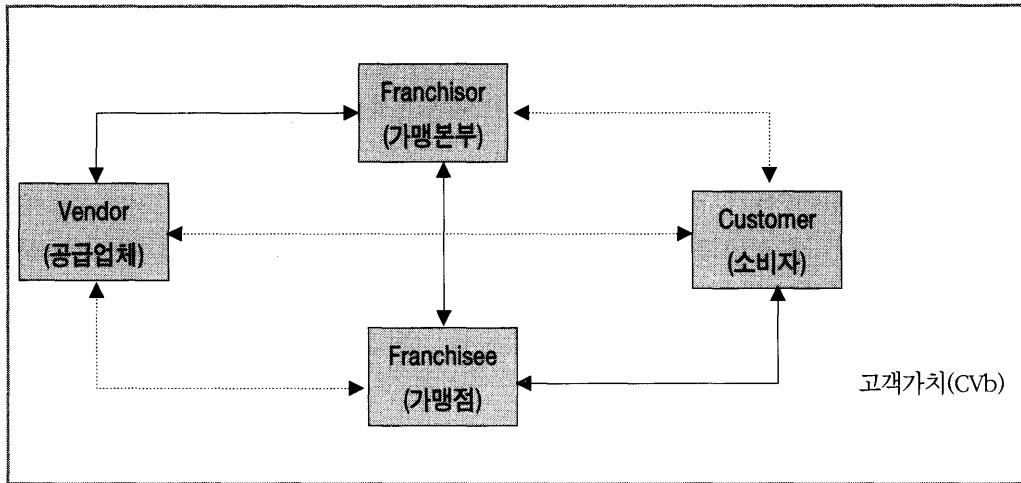 Franchisor
(가맹본부)
Vendor
(공급업체)
Customer
(소비자)
Franchisee
(가맹점)
고객가치(CVb)